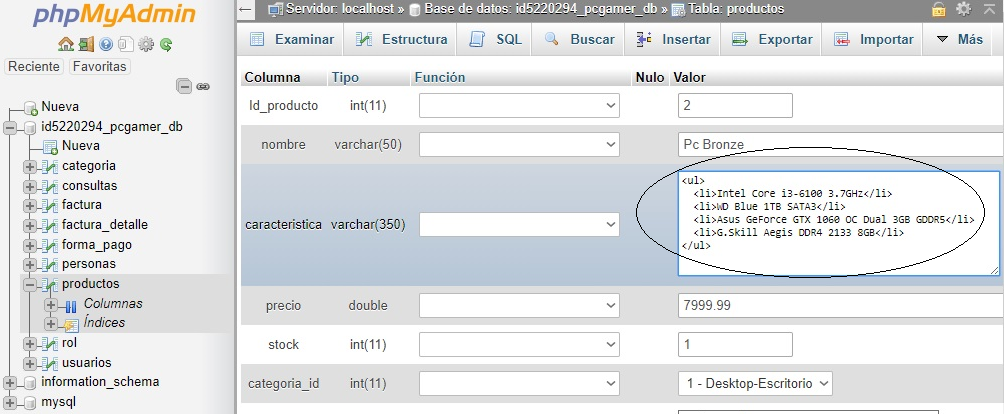 phpMyAdmin
Reciente Favoritas
Nueva
id5220294_pcgamer_db
Nueva
categoria
consultas
factura
factura_detalle
forma_pago
personas
productos
Columnas
Índices
rol
usuarios
information_schema
mysql
Servidor: localhost » Base de datos: id5220294_pcgamer_db » Tabla: productos
Examinar Estructura SQL Buscar Insertar Exportar Importar Más
Columna Tipo Función Nulo Valor
Id_producto int(11) 2
nombre varchar(50) Pc Bronze
caracteristica varchar(350)
<ul>
<li>Intel Core i3-6100 3.7GHz</li>
<li>WD Blue 1TB SATA3</li>
<li>Asus GeForce GTX 1060 OC Dual 3GB GDDR5</li>
<li>G.Skill Aegis DDR4 2133 8GB</li>
</ul>
precio double 7999.99
stock int(11) 1
categoria_id int(11) 1 - Desktop-Escritorio